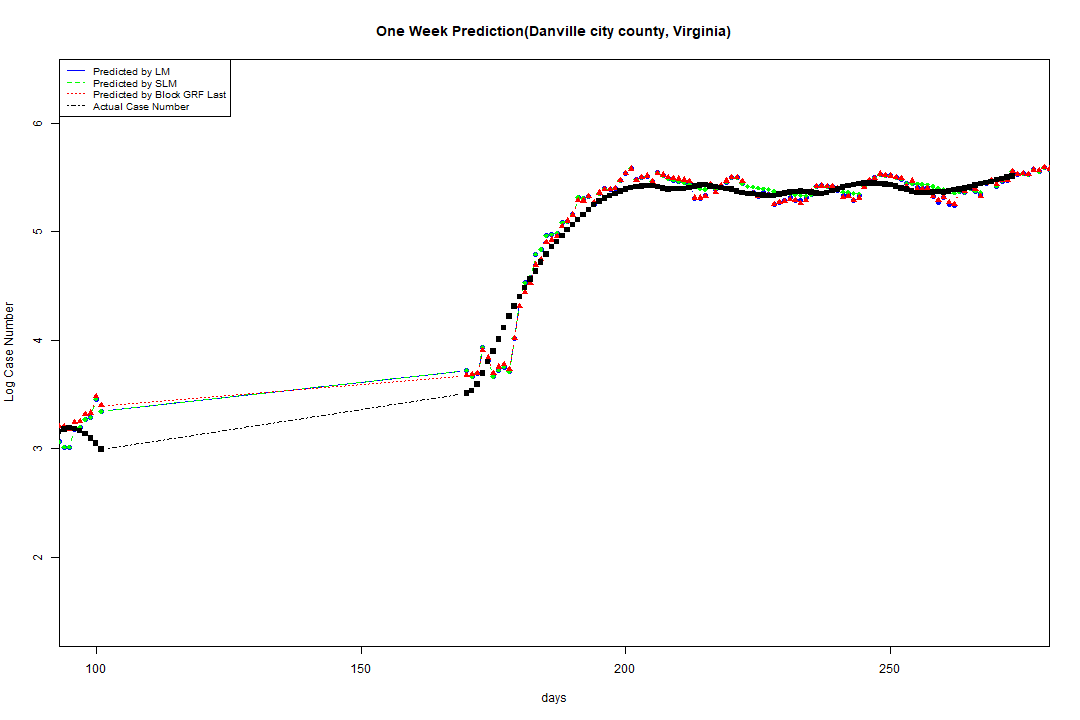 One Week Prediction(Danville city county, Virginia)
Predicted by LM
Predicted by SLM
Predicted by Block GRF Last
Actual Case Number
6
5
4
3
2
Log Case Number
100
150
200
250
days